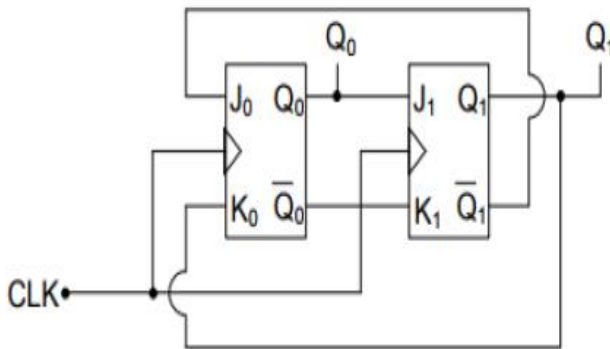 Q₀ Q₁
J₀ Q₀ J₁ Q₁
K₀ Q̅₀ K₁ Q̅₁
CLK